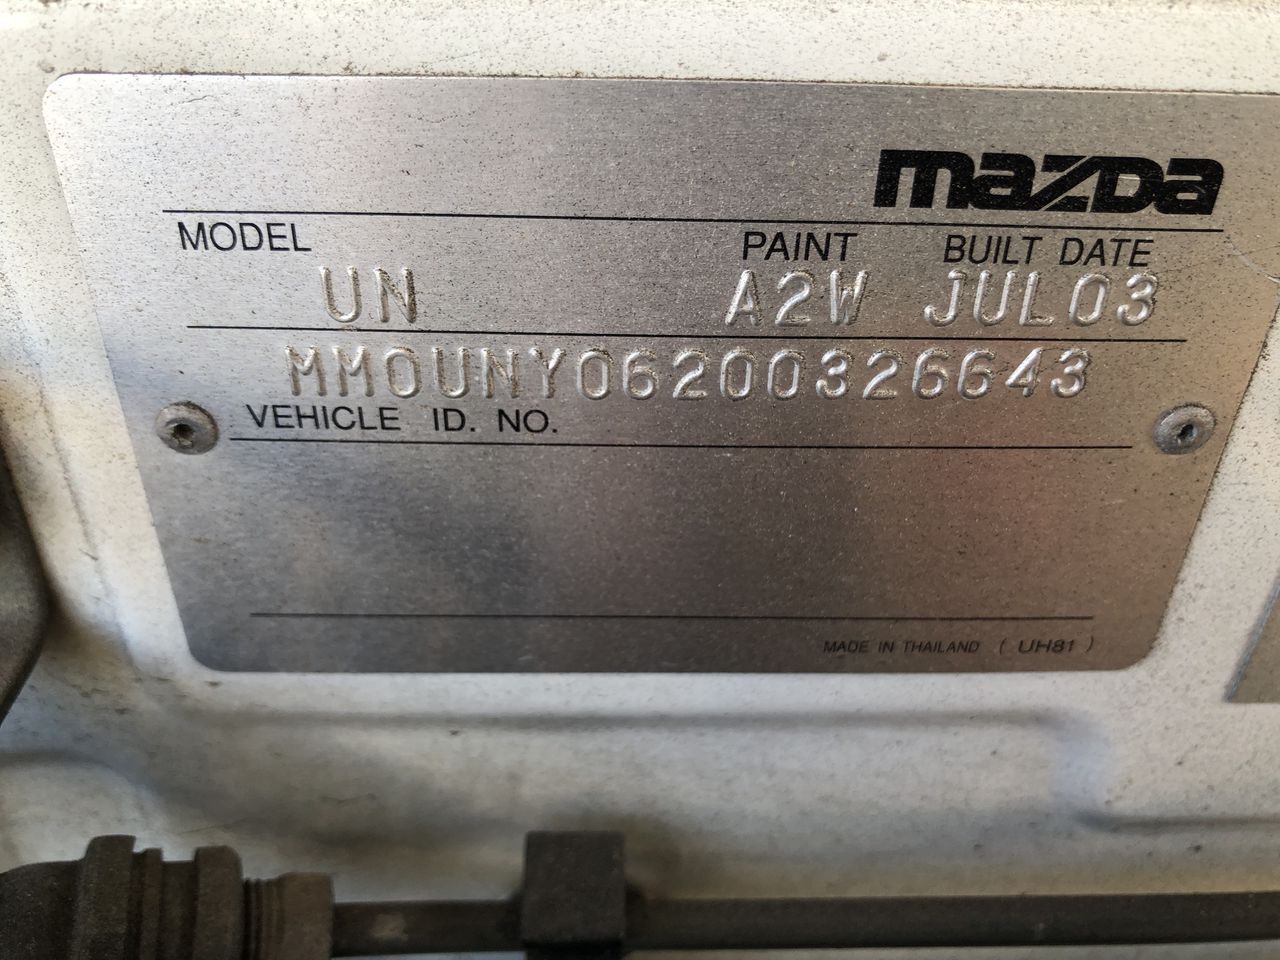 mazda
MODEL PAINT BUILT DATE
UN A2W JUL03
MM0UNY06200326643
VEHICLE ID. NO.
MADE IN THAILAND ( UH81 )